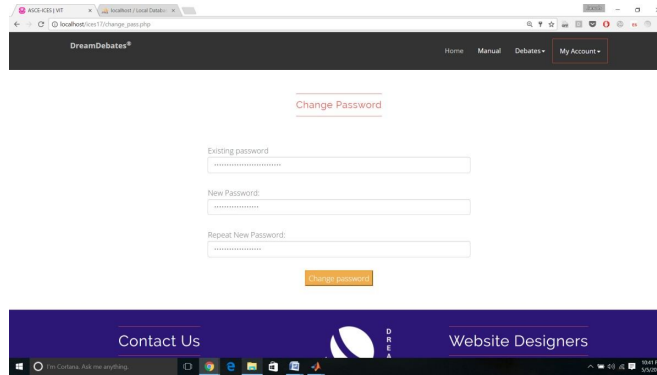 ASCE-ICES | VIT
localhost / Local Databa
localhost/ices17/change_pass.php
DreamDebates®
Home Manual Debates My Account
Change Password
Existing password
New Password:
Repeat New Password:
Change password
Contact Us
D
R
E
A
Website Designers
I'm Cortana. Ask me anything.
10:41 P